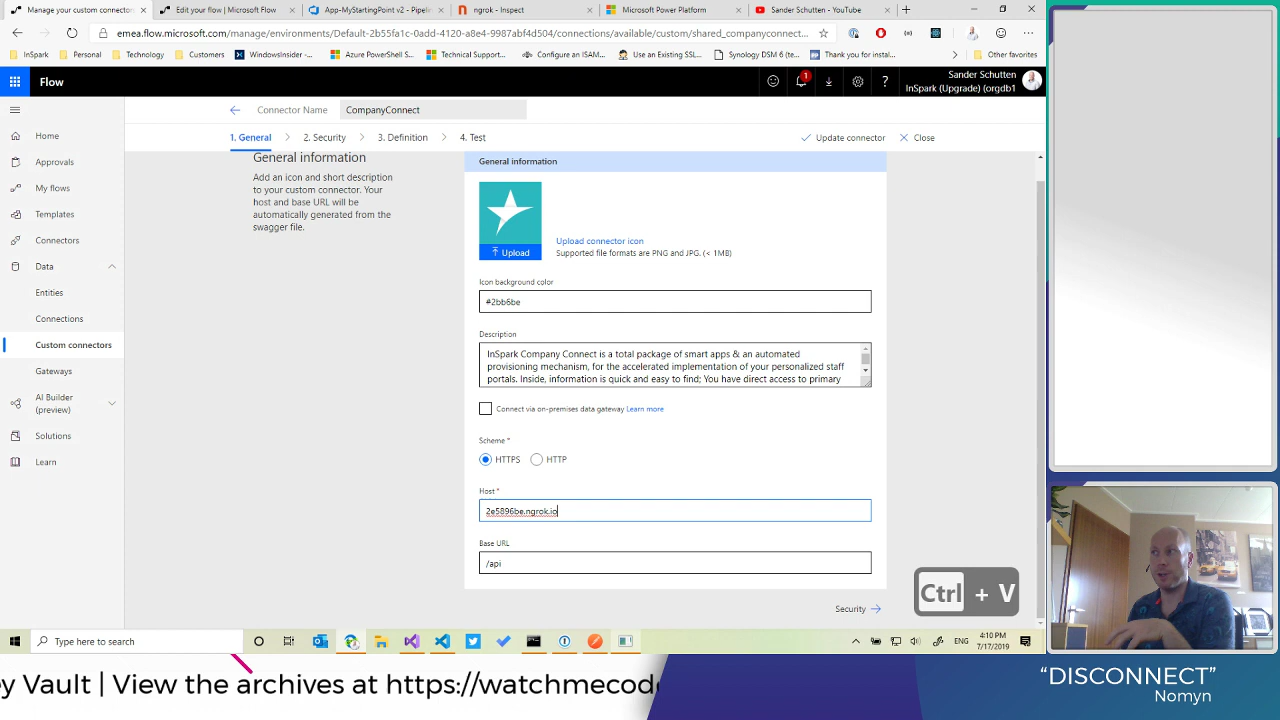 Manage your custom connector
Edit your flow | Microsoft Flow
App-MyStartingPoint v2 - Pipelin
ngrok - Inspect
Microsoft Power Platform
Sander Schutten - YouTube
emea.flow.microsoft.com/manage/environments/Default-2b55fa1c-0add-4120-a8e4-9987abf4d504/connections/available/custom/shared_companyconnect...
InSpark
Personal
Technology
Customers
WindowsInsider -
Azure PowerShell S...
Technical Support...
Configure an ISAM...
Use an Existing SSL...
Synology DSM 6 (te...
Thank you for instal...
Other favorites
Flow
1
Sander Schutten
InSpark (Upgrade) (orgdb1
Connector Name
CompanyConnect
1. General
2. Security
3. Definition
4. Test
Update connector
Close
Home
Approvals
My flows
Templates
Connectors
Data
Entities
Connections
Custom connectors
Gateways
AI Builder
(preview)
Solutions
Learn
General information
Add an icon and short description
to your custom connector. Your
host and base URL will be
automatically generated from the
swagger file.
General information
Upload
Upload connector icon
Supported file formats are PNG and JPG. (< 1MB)
Icon background color
#2bb6be
Description
InSpark Company Connect is a total package of smart apps & an automated
provisioning mechanism, for the accelerated implementation of your personalized staff
portals. Inside, information is quick and easy to find; You have direct access to primary
Connect via on-premises data gateway Learn more
Scheme *
HTTPS
HTTP
Host *
2e5896be.ngrok.io
Base URL
/api
Security
Ctrl + V
Type here to search
ENG
4:10 PM
7/17/2019
ey Vault | View the archives at https://watchmecod
“DISCONNECT”
Nomyn